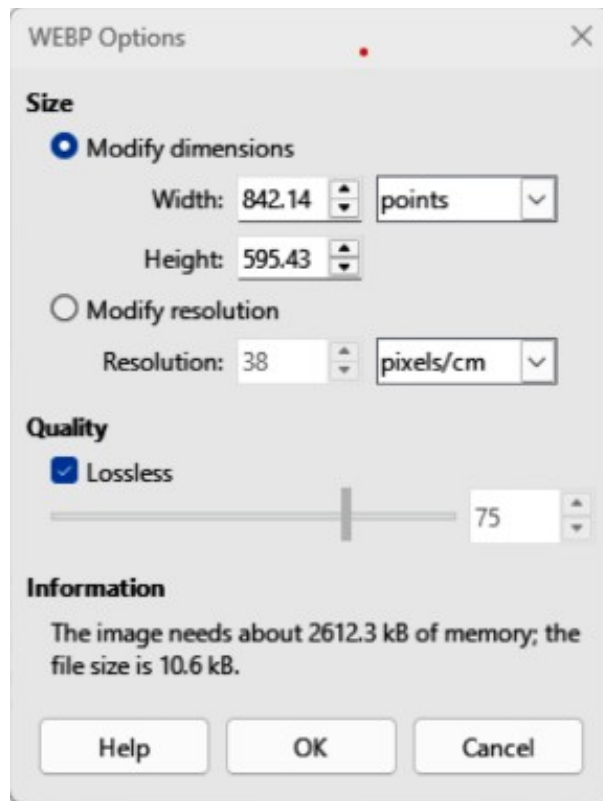 WEBP Options
Size
Modify dimensions
Width: 842.14 points
Height: 595.43
Modify resolution
Resolution: 38 pixels/cm
Quality
Lossless
75
Information
The image needs about 2612.3 kB of memory; the
file size is 10.6 kB.
Help OK Cancel